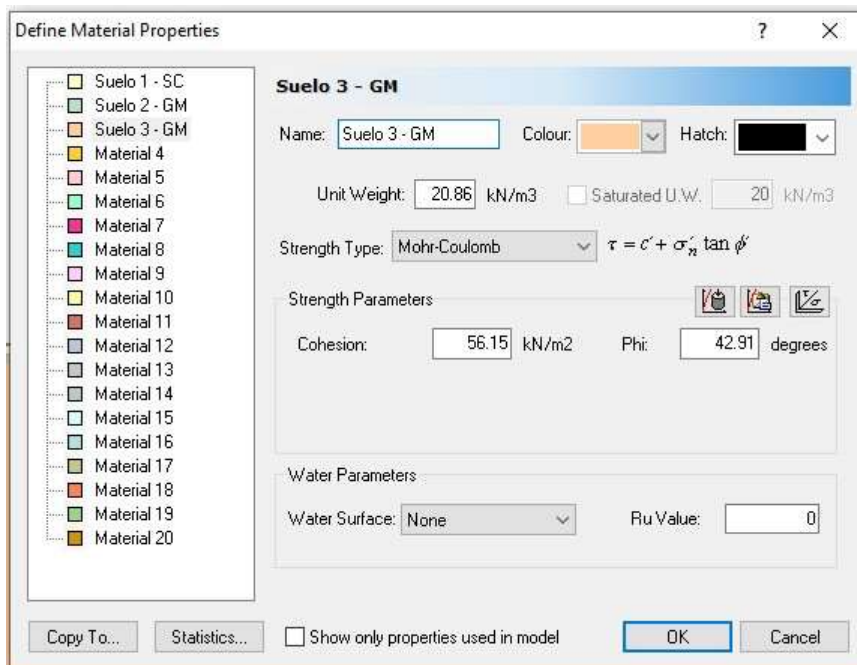 Define Material Properties ? X
Suelo 1 - SC
Suelo 2 - GM
Suelo 3 - GM
Material 4
Material 5
Material 6
Material 7
Material 8
Material 9
Material 10
Material 11
Material 12
Material 13
Material 14
Material 15
Material 16
Material 17
Material 18
Material 19
Material 20
Suelo 3 - GM
Name: Suelo 3 - GM Colour: Hatch:
Unit Weight: 20.86 kN/m3 Saturated U.W. 20 kN/m3
Strength Type: Mohr-Coulomb τ = c′ + σ′n tan ϕ′
Strength Parameters
Cohesion: 56.15 kN/m2 Phi: 42.91 degrees
Water Parameters
Water Surface: None Ru Value: 0
Copy To... Statistics... Show only properties used in model OK Cancel